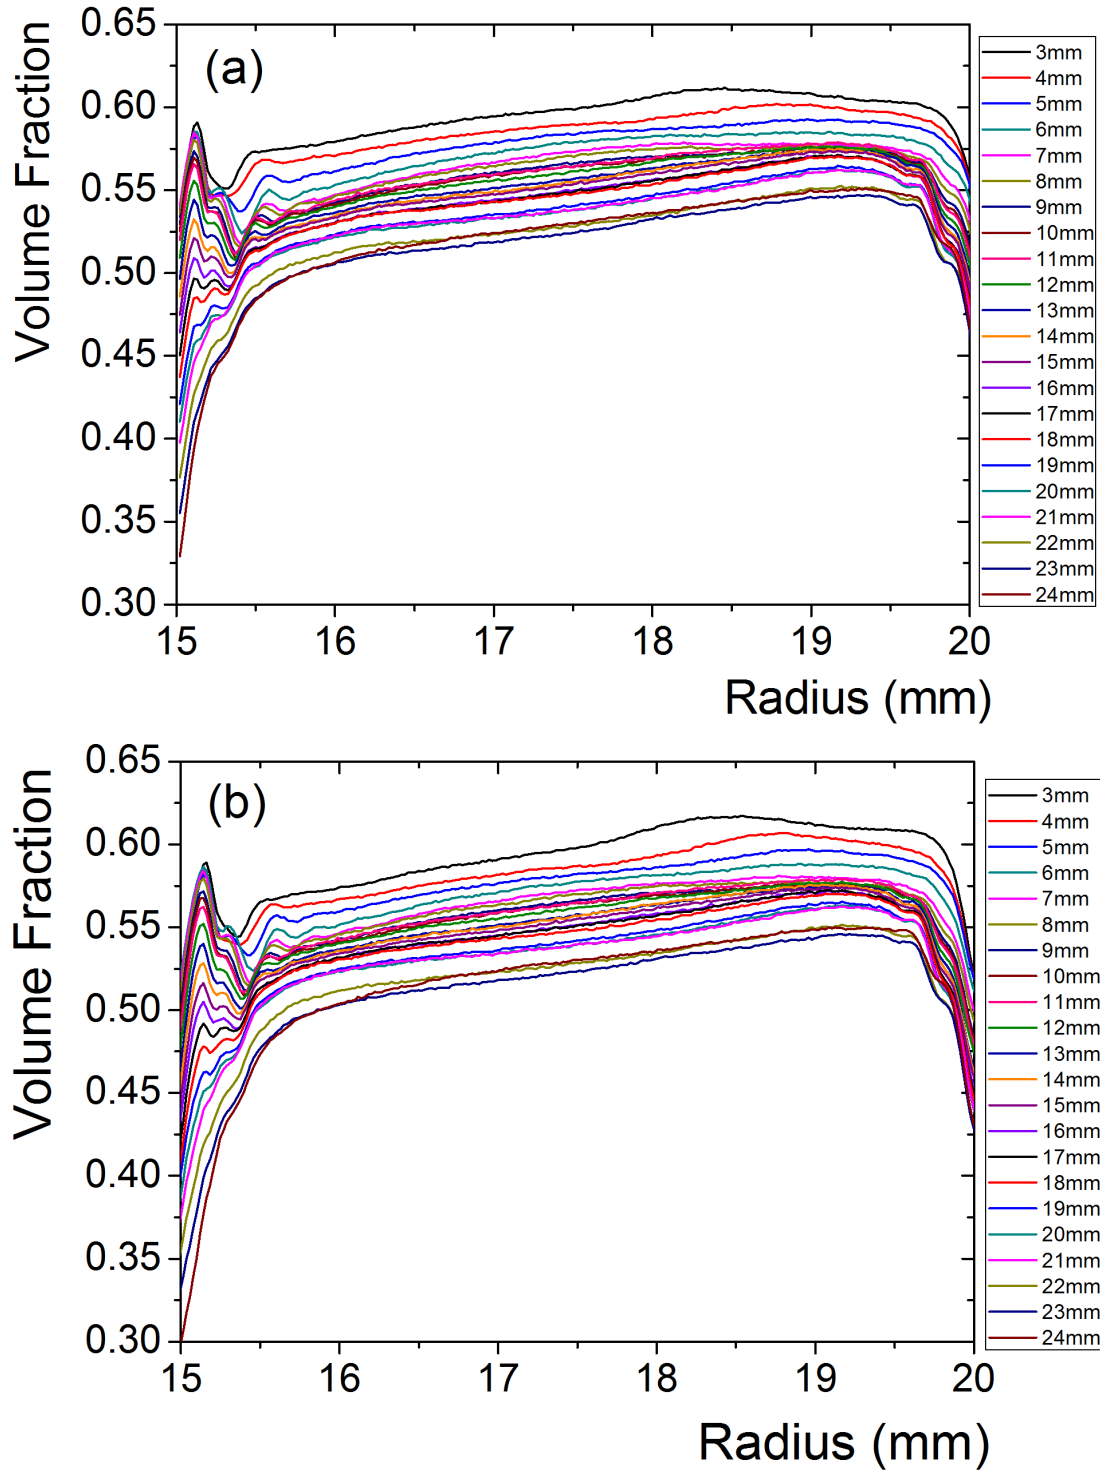 (a)
Volume Fraction
0.65
0.60
0.55
0.50
0.45
0.40
0.35
0.30
15 16 17 18 19 20
Radius (mm)
3mm
4mm
5mm
6mm
7mm
8mm
9mm
10mm
11mm
12mm
13mm
14mm
15mm
16mm
17mm
18mm
19mm
20mm
21mm
22mm
23mm
24mm
(b)
Volume Fraction
0.65
0.60
0.55
0.50
0.45
0.40
0.35
0.30
15 16 17 18 19 20
Radius (mm)
3mm
4mm
5mm
6mm
7mm
8mm
9mm
10mm
11mm
12mm
13mm
14mm
15mm
16mm
17mm
18mm
19mm
20mm
21mm
22mm
23mm
24mm